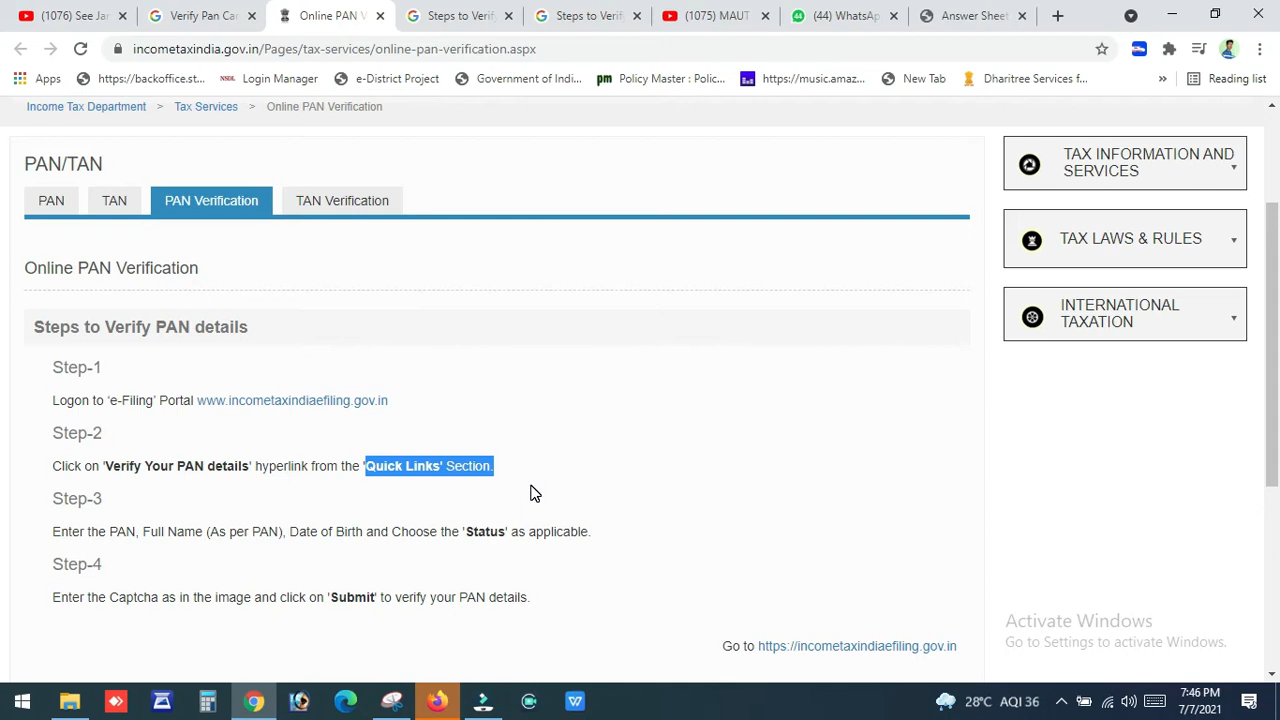 (1076) See Jan
Verify Pan Car
Online PAN V
Steps to Verify
Steps to Verify
(1075) MAUT
(44) WhatsAp
Answer Sheet
incometaxindia.gov.in/Pages/tax-services/online-pan-verification.aspx
Apps
https://backoffice.st...
NSDL
Login Manager
e-District Project
Government of Indi...
pm
Policy Master : Polic...
https://music.amaz...
New Tab
Dharitree Services f...
»
Reading list
Income Tax Department > Tax Services > Online PAN Verification
PAN/TAN
PAN
TAN
PAN Verification
TAN Verification
Online PAN Verification
Steps to Verify PAN details
Step-1
Logon to ‘e-Filing’ Portal www.incometaxindiaefiling.gov.in
Step-2
Click on 'Verify Your PAN details' hyperlink from the 'Quick Links' Section.
Step-3
Enter the PAN, Full Name (As per PAN), Date of Birth and Choose the 'Status' as applicable.
Step-4
Enter the Captcha as in the image and click on 'Submit' to verify your PAN details.
Go to https://incometaxindiaefiling.gov.in
TAX INFORMATION AND
SERVICES
TAX LAWS & RULES
INTERNATIONAL
TAXATION
Activate Windows
Go to Settings to activate Windows.
28°C AQI 36
7:46 PM
7/7/2021